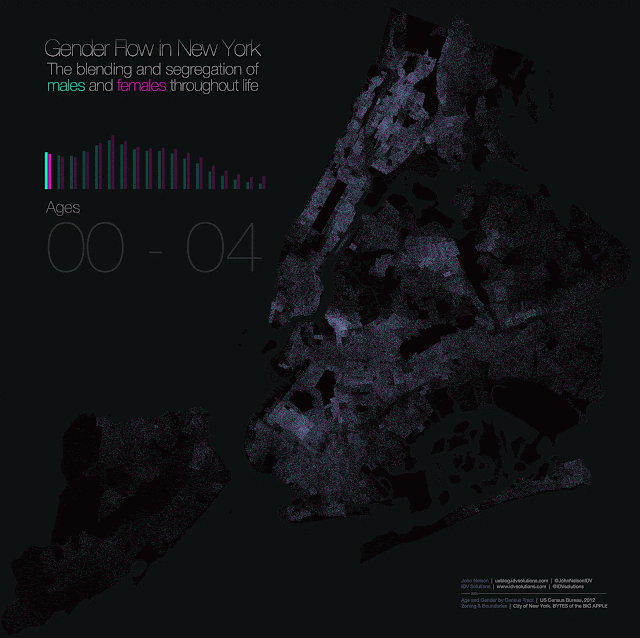 Gender Flow in New York
The blending and segregation of
males and females throughout life
Ages
00 - 04
John Nelson | uxblog.idvsolutions.com | @JohnNelsonIDV
IDV Solutions | www.idvsolutions.com | @IDVsolutions
Age and Gender by Census Tract | US Census Bureau, 2012
Zoning & Boundaries | City of New York, BYTES of the BIG APPLE